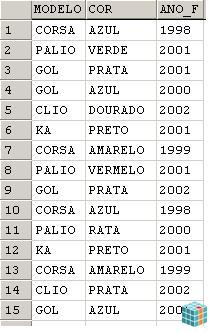 MODELO COR ANO_F
1 CORSA AZUL 1998
2 PALIO VERDE 2001
3 GOL PRATA 2001
4 GOL AZUL 2000
5 CLIO DOURADO 2002
6 KA PRETO 2001
7 CORSA AMARELO 1999
8 PALIO VERMELO 2001
9 GOL PRATA 2002
10 CORSA AZUL 1998
11 PALIO RATA 2000
12 KA PRETO 2001
13 CORSA AMARELO 1999
14 CLIO PRATA 2002
15 GOL AZUL